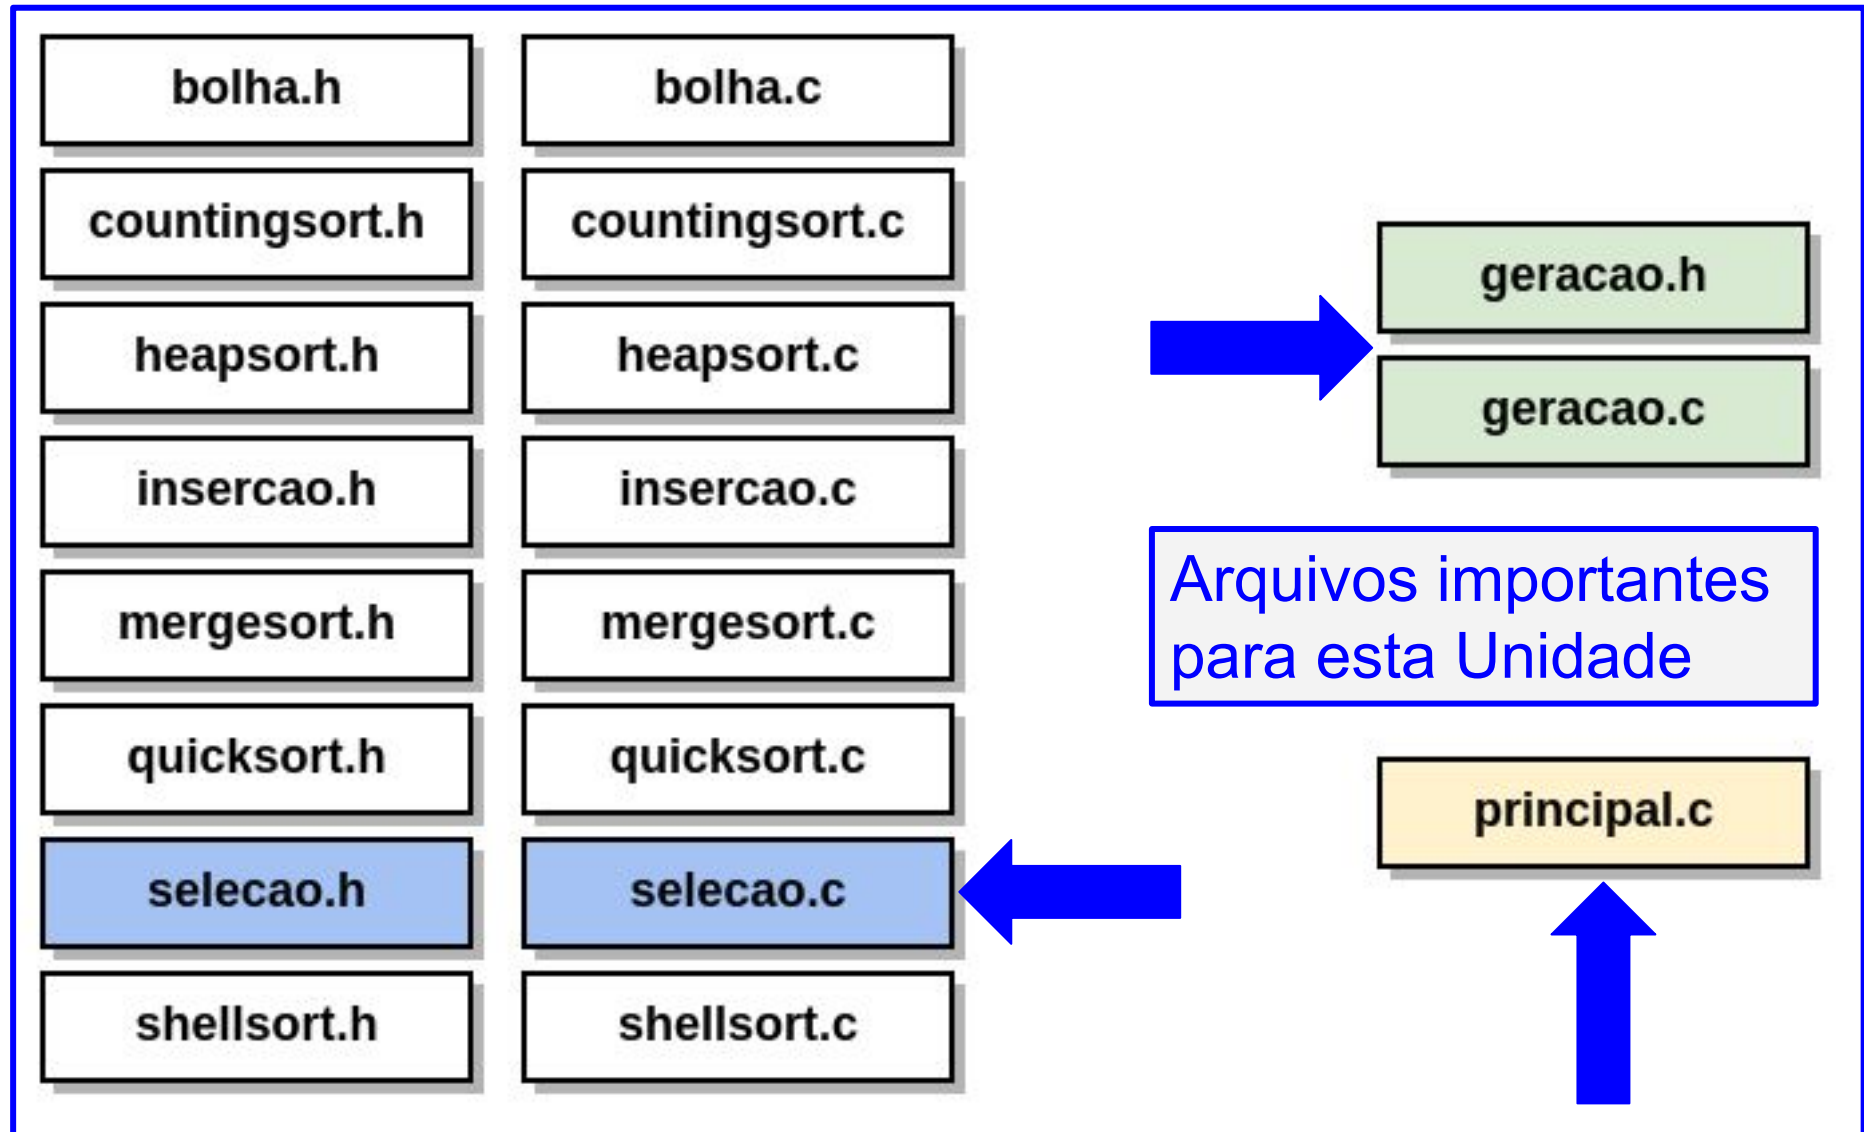 bolha.h
bolha.c
countingsort.h
countingsort.c
heapsort.h
heapsort.c
insercao.h
insercao.c
mergesort.h
mergesort.c
quicksort.h
quicksort.c
selecao.h
selecao.c
shellsort.h
shellsort.c
geracao.h
geracao.c
Arquivos importantes
para esta Unidade
principal.c